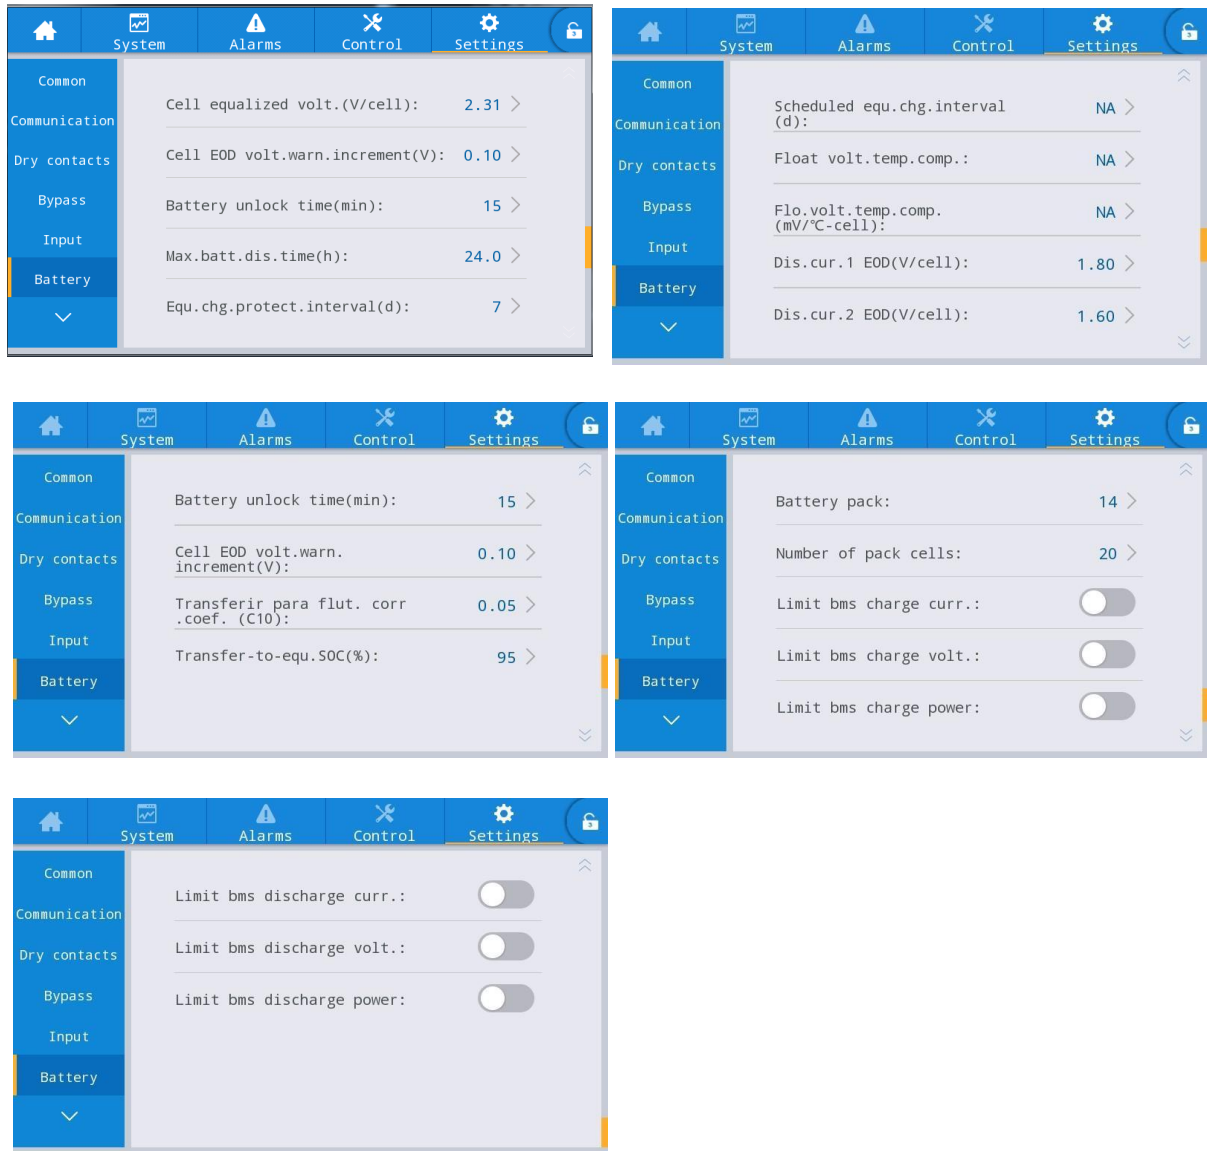 System Alarms Control Settings
Common
Communication
Dry contacts
Bypass
Input
Battery
Cell equalized volt.(V/cell): 2.31
Cell EOD volt.warn.increment(V): 0.10
Battery unlock time(min): 15
Max.batt.dis.time(h): 24.0
Equ.chg.protect.interval(d): 7
System Alarms Control Settings
Common
Communication
Dry contacts
Bypass
Input
Battery
Scheduled equ.chg.interval
(d): NA
Float volt.temp.comp.: NA
Flo.volt.temp.comp.
(mV/℃-cell): NA
Dis.cur.1 EOD(V/cell): 1.80
Dis.cur.2 EOD(V/cell): 1.60
System Alarms Control Settings
Common
Communication
Dry contacts
Bypass
Input
Battery
Battery unlock time(min): 15
Cell EOD volt.warn.
increment(V): 0.10
Transferir para flut. corr
.coef. (C10): 0.05
Transfer-to-equ.SOC(%): 95
System Alarms Control Settings
Common
Communication
Dry contacts
Bypass
Input
Battery
Battery pack: 14
Number of pack cells: 20
Limit bms charge curr.:
Limit bms charge volt.:
Limit bms charge power:
System Alarms Control Settings
Common
Communication
Dry contacts
Bypass
Input
Battery
Limit bms discharge curr.:
Limit bms discharge volt.:
Limit bms discharge power: